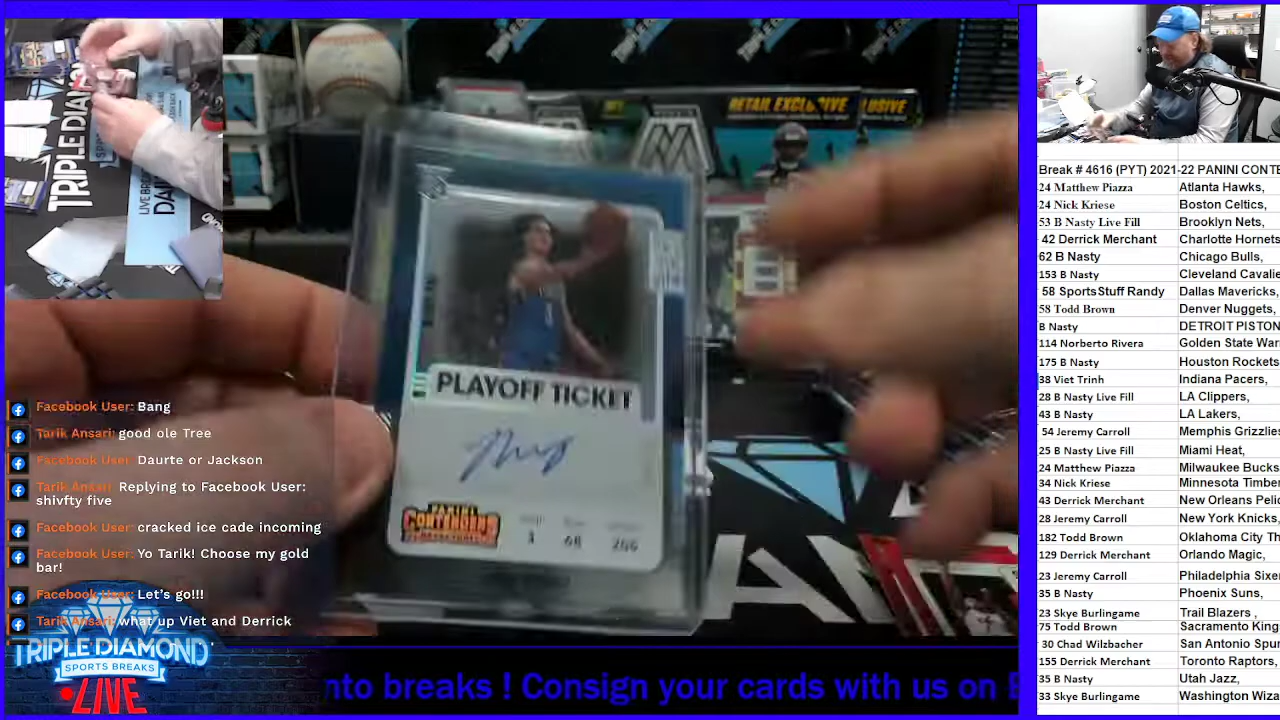 RETAIL EXCLUSIVE
PLAYOFF TICKET
PANINI
CONTENDERS
TRIPLE DIAMOND
LIVE
Facebook User: Bang
Tarik Ansari: good ole Tree
Facebook User: Daurte or Jackson
Tarik Ansari: Replying to Facebook User:
shivfty five
Facebook User: cracked ice cade incoming
Facebook User: Yo Tarik! Choose my gold
bar!
Facebook User: Let's go!!!
Tarik Ansari: what up Viet and Derrick
TRIPLE DIAMOND
SPORTS BREAKS
LIVE
nto breaks ! Consign
ards with
Break # 4616 (PYT) 2021-22 PANINI CONTE
24 Matthew Piazza Atlanta Hawks,
24 Nick Kriese Boston Celtics,
53 B Nasty Live Fill Brooklyn Nets,
42 Derrick Merchant Charlotte Hornets
62 B Nasty Chicago Bulls,
153 B Nasty Cleveland Cavalie
58 SportsStuff Randy Dallas Mavericks,
58 Todd Brown Denver Nuggets,
B Nasty DETROIT PISTON
114 Norberto Rivera Golden State War
175 B Nasty Houston Rockets
38 Viet Trinh Indiana Pacers,
28 B Nasty Live Fill LA Clippers,
43 B Nasty LA Lakers,
54 Jeremy Carroll Memphis Grizzlie
25 B Nasty Live Fill Miami Heat,
24 Matthew Piazza Milwaukee Bucks
34 Nick Kriese Minnesota Timber
43 Derrick Merchant New Orleans Peli
28 Jeremy Carroll New York Knicks
182 Todd Brown Oklahoma City Th
129 Derrick Merchant Orlando Magic,
23 Jeremy Carroll Philadelphia Sixe
35 B Nasty Phoenix Suns,
23 Skye Burlingame Trail Blazers ,
75 Todd Brown Sacramento King
30 San Antonio Spur
Toronto Raptors,
35 B Nasty Utah Jazz,
33 Skye Burlingam Washington Wiza